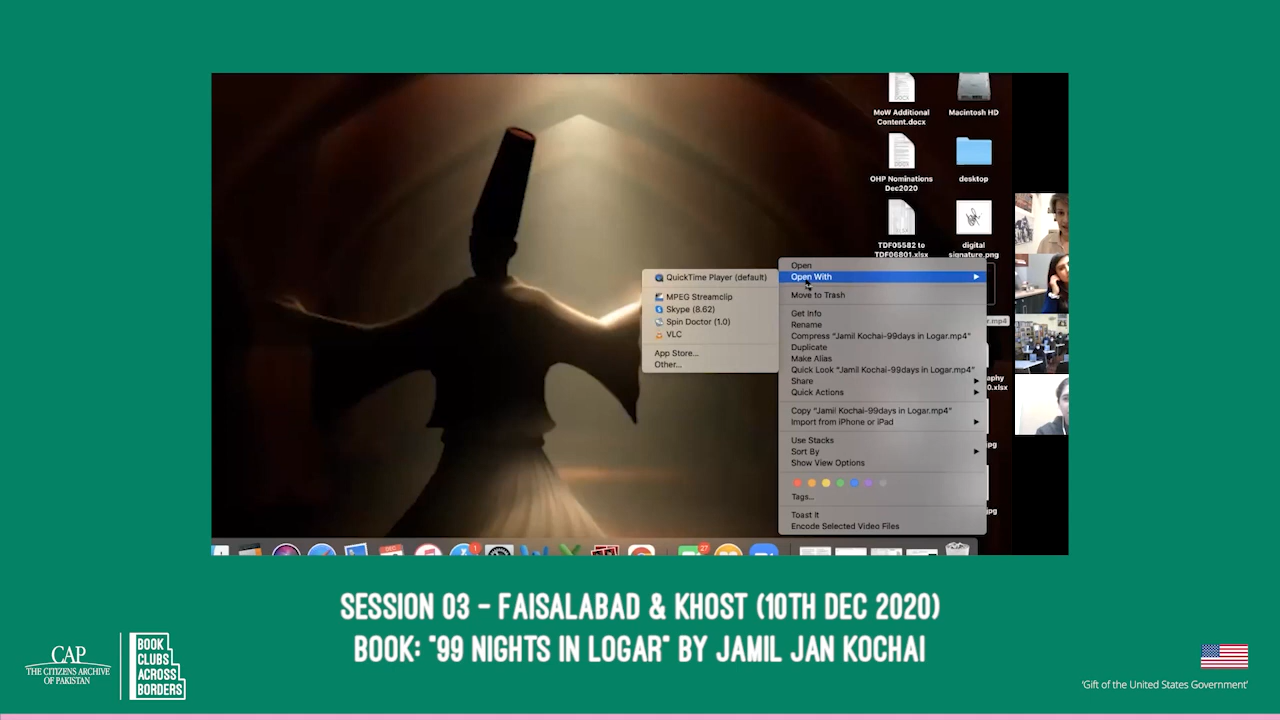 MoW Additional
Content.docx
Macintosh HD
OHP Nominations
Dec2020
desktop
TDF05582 to
TDF06801.xlsx
digital
signature.png
Open
Open With
Move to Trash
Get Info
Rename
Compress “Jamil Kochai-99days in Logar.mp4”
Duplicate
Make Alias
Quick Look “Jamil Kochai-99days in Logar.mp4”
Share
Quick Actions
Copy “Jamil Kochai-99days in Logar.mp4”
Import from iPhone or iPad
Use Stacks
Sort By
Show View Options
Tags...
Toast It
Encode Selected Video Files
QuickTime Player (default)
MPEG Streamclip
Skype (8.62)
Spin Doctor (1.0)
VLC
App Store...
Other...
r.mp4
aphy
0.xlsx
pg
pg
SESSION 03 - FAISALABAD & KHOST (10TH DEC 2020)
BOOK: "99 NIGHTS IN LOGAR" BY JAMIL JAN KOCHAI
CAP
THE CITIZENS ARCHIVE
OF PAKISTAN
BOOK
CLUBS
ACROSS
BORDERS
'Gift of the United States Government'